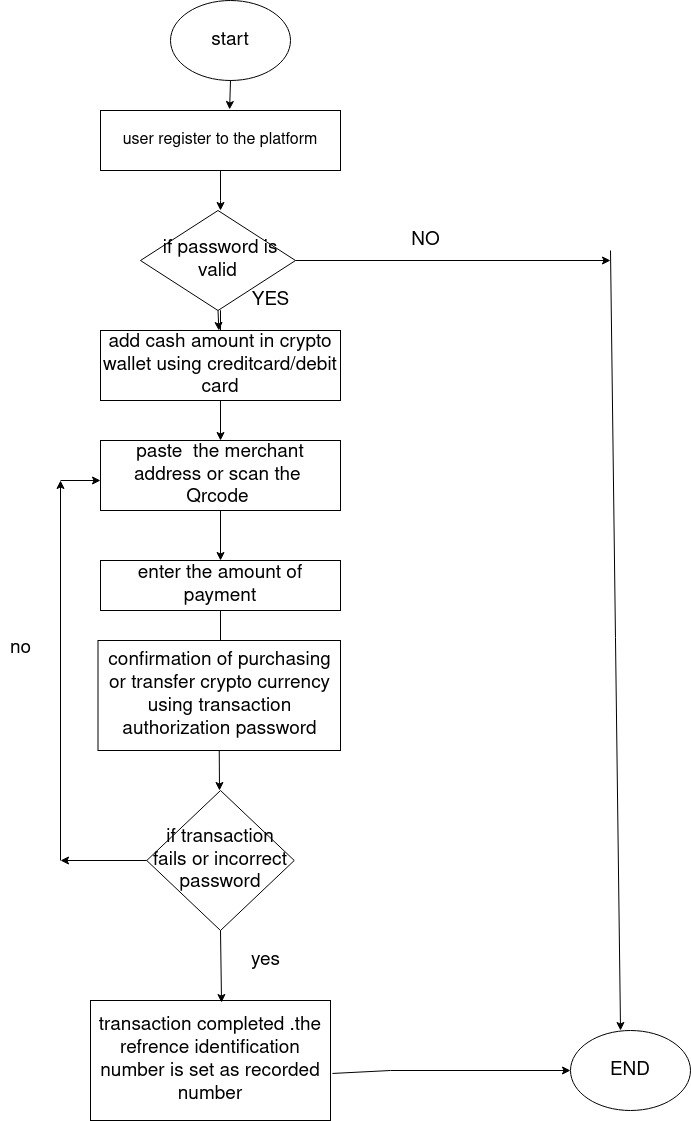 start
user register to the platform
if password is
valid
NO
YES
add cash amount in crypto
wallet using creditcard/debit
card
paste  the merchant
address or scan the
Qrcode
enter the amount of
payment
no
confirmation of purchasing
or transfer crypto currency
using transaction
authorization password
if transaction
fails or incorrect
password
yes
transaction completed .the
refrence identification
number is set as recorded
number
END